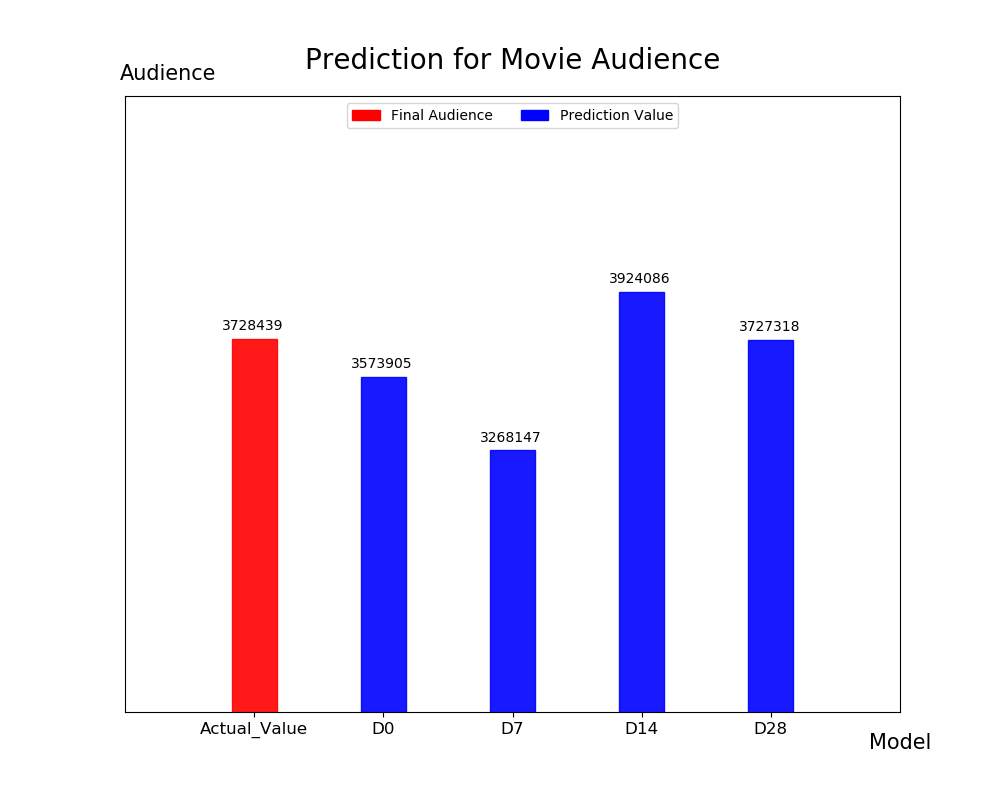 Prediction for Movie Audience
Audience
Final Audience Prediction Value
3924086
3728439
3727318
3573905
3268147
Actual_Value D0 D7 D14 D28
Model